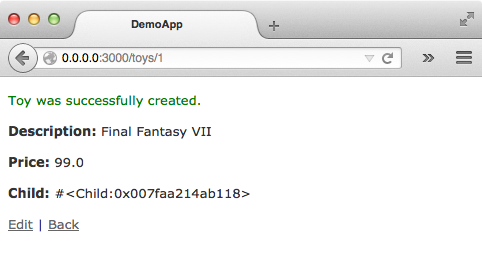 DemoApp
0.0.0.0:3000/toys/1
Toy was successfully created.
Description: Final Fantasy VII
Price: 99.0
Child: #<Child:0x007faa214ab118>
Edit | Back